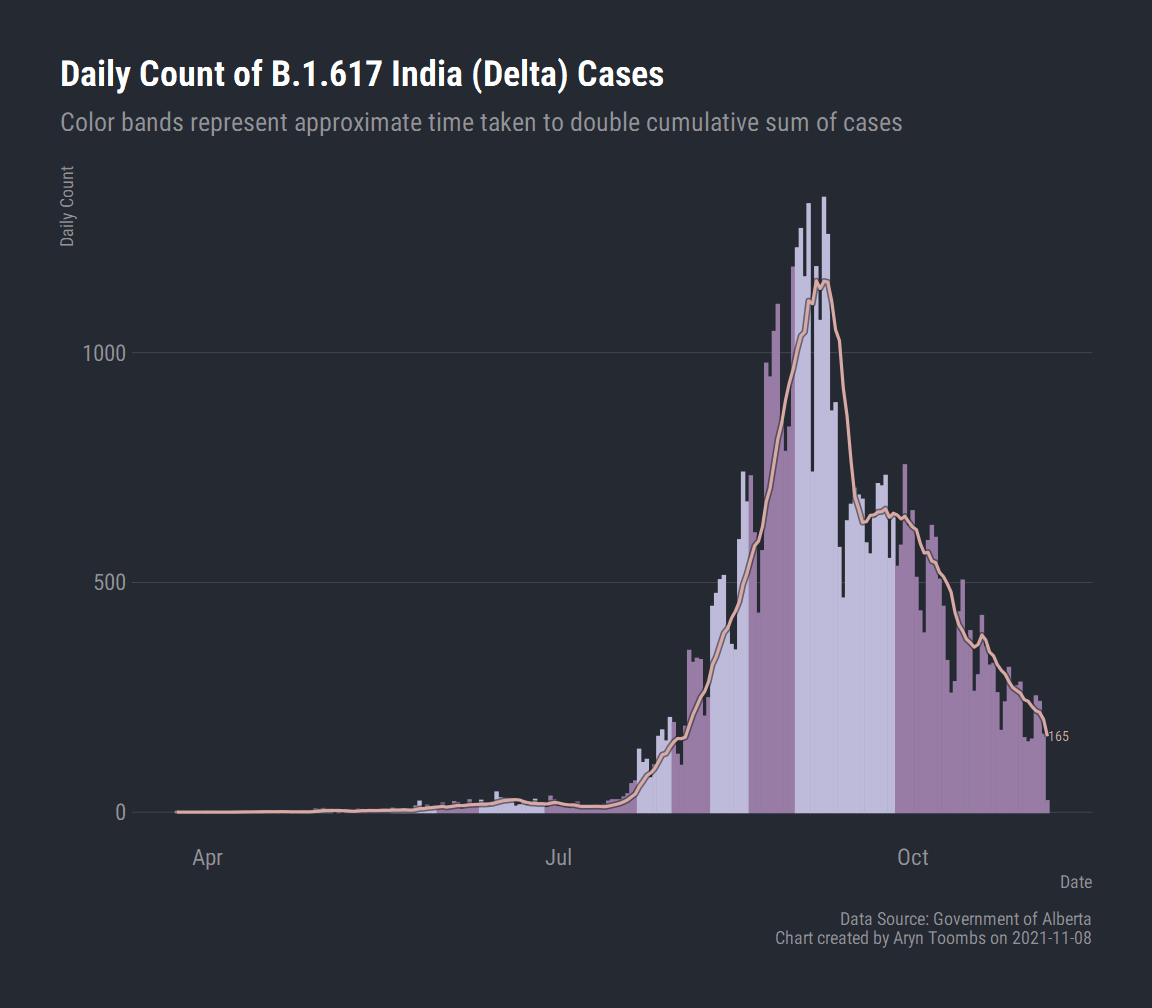 Daily Count of B.1.617 India (Delta) Cases
Color bands represent approximate time taken to double cumulative sum of cases
Daily Count
1000
500
0
165
Apr
Jul
Oct
Date
Data Source: Government of Alberta
Chart created by Aryn Toombs on 2021-11-08